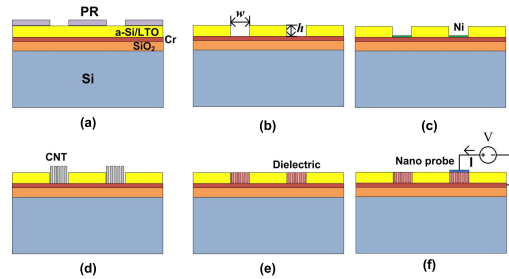 PR
a-Si/LTO
Cr
SiO₂
Si
(a)
w
h
(b)
Ni
(c)
CNT
(d)
Dielectric
(e)
V
Nano probe
I
+ -
(f)